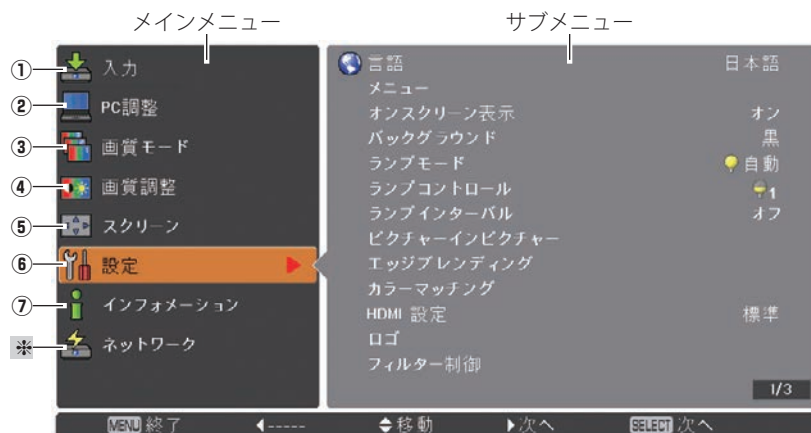 メインメニュー
サブメニュー
① 入力
② PC調整
③ 画質モード
④ 画質調整
⑤ スクリーン
⑥ 設定
⑦ インフォメーション
※ ネットワーク
言語 日本語
メニュー
オンスクリーン表示 オン
バックグラウンド 黒
ランプモード 自動
ランプコントロール 1
ランプインターバル オフ
ピクチャーインピクチャー
エッジブレンディング
カラーマッチング
HDMI 設定 標準
ロゴ
フィルター制御
1/3
MENU 終了 ◀----- 移動 ▶次へ SELECT 次へ